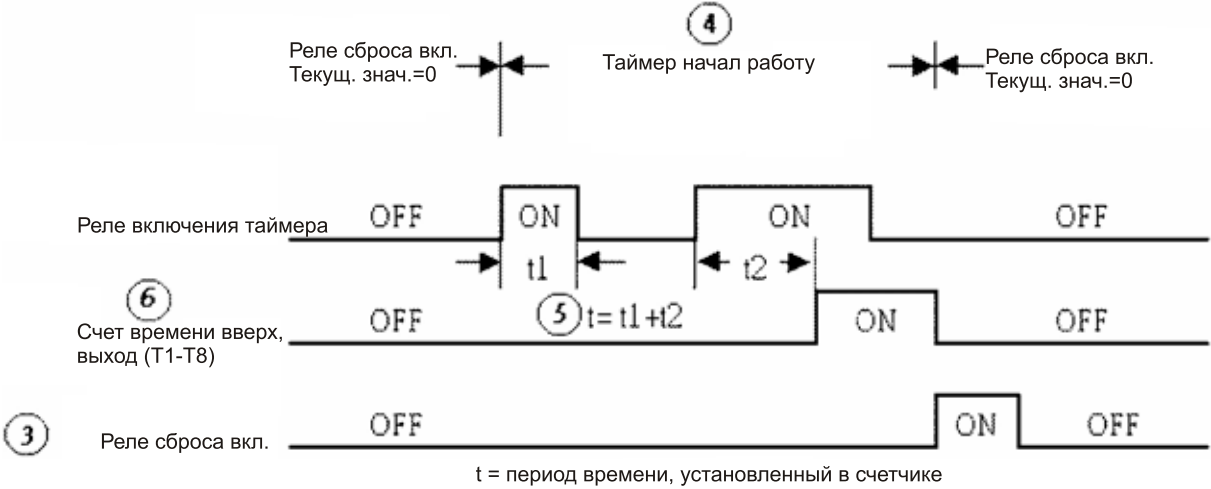 4
Реле сброса вкл.
Текущ. знач.=0
Таймер начал работу
Реле сброса вкл.
Текущ. знач.=0
Реле включения таймера
OFF
ON
ON
OFF
t1
t2
6
Счет времени вверх,
выход (T1-T8)
OFF
5
t= t1+t2
ON
OFF
3
Реле сброса вкл.
OFF
ON
OFF
t = период времени, установленный в счетчике